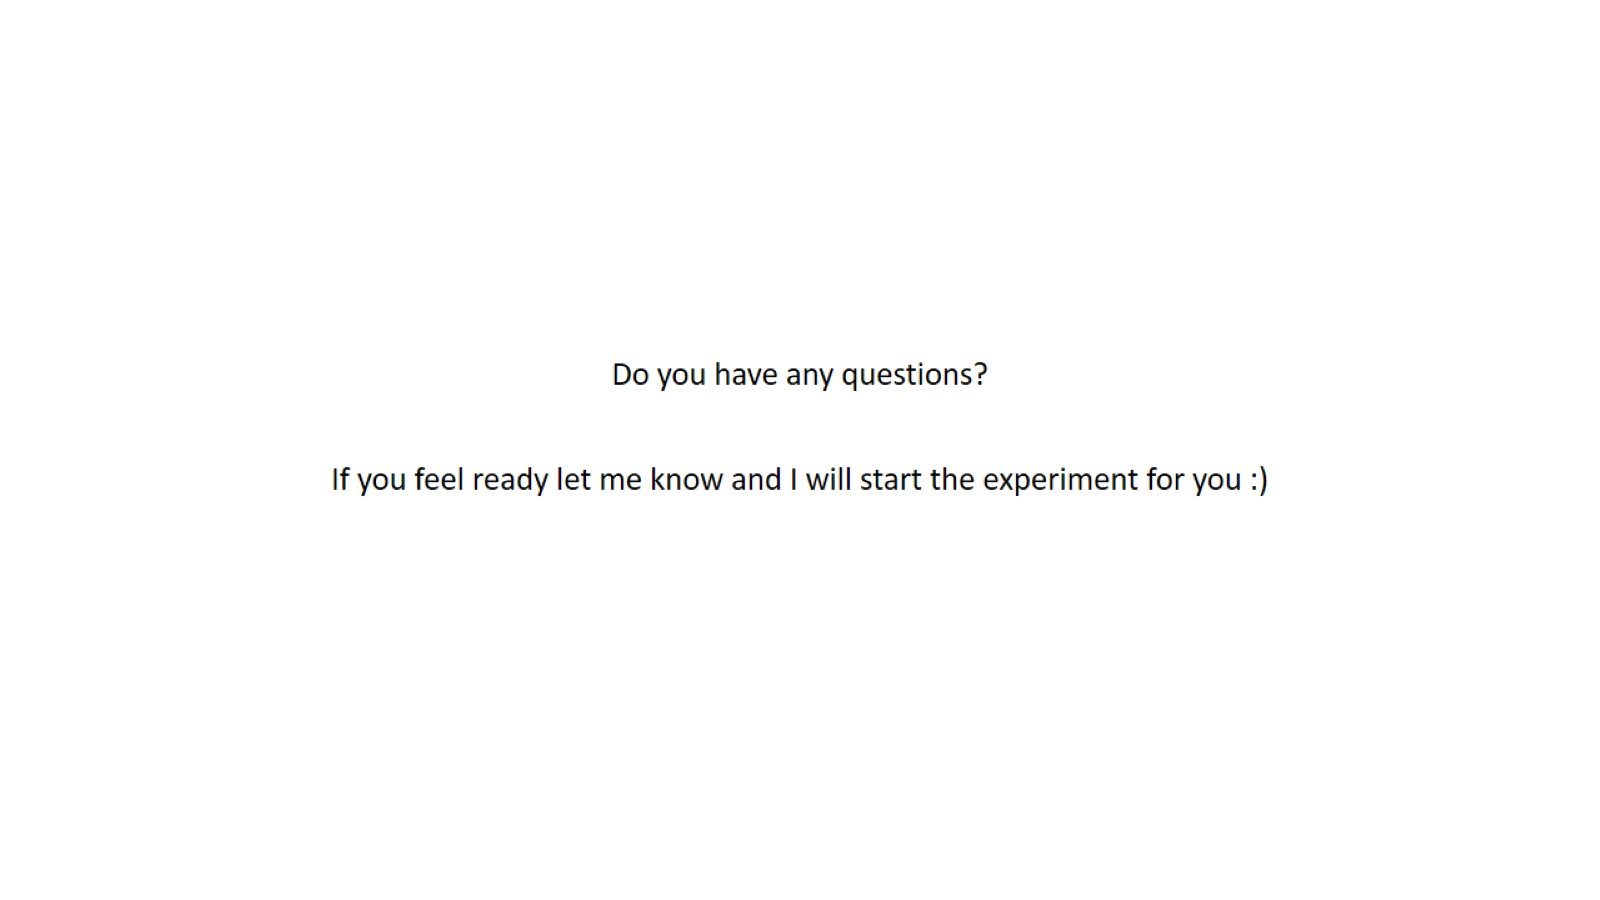 Do you have any questions?
If you feel ready let me know and I will start the experiment for you :)